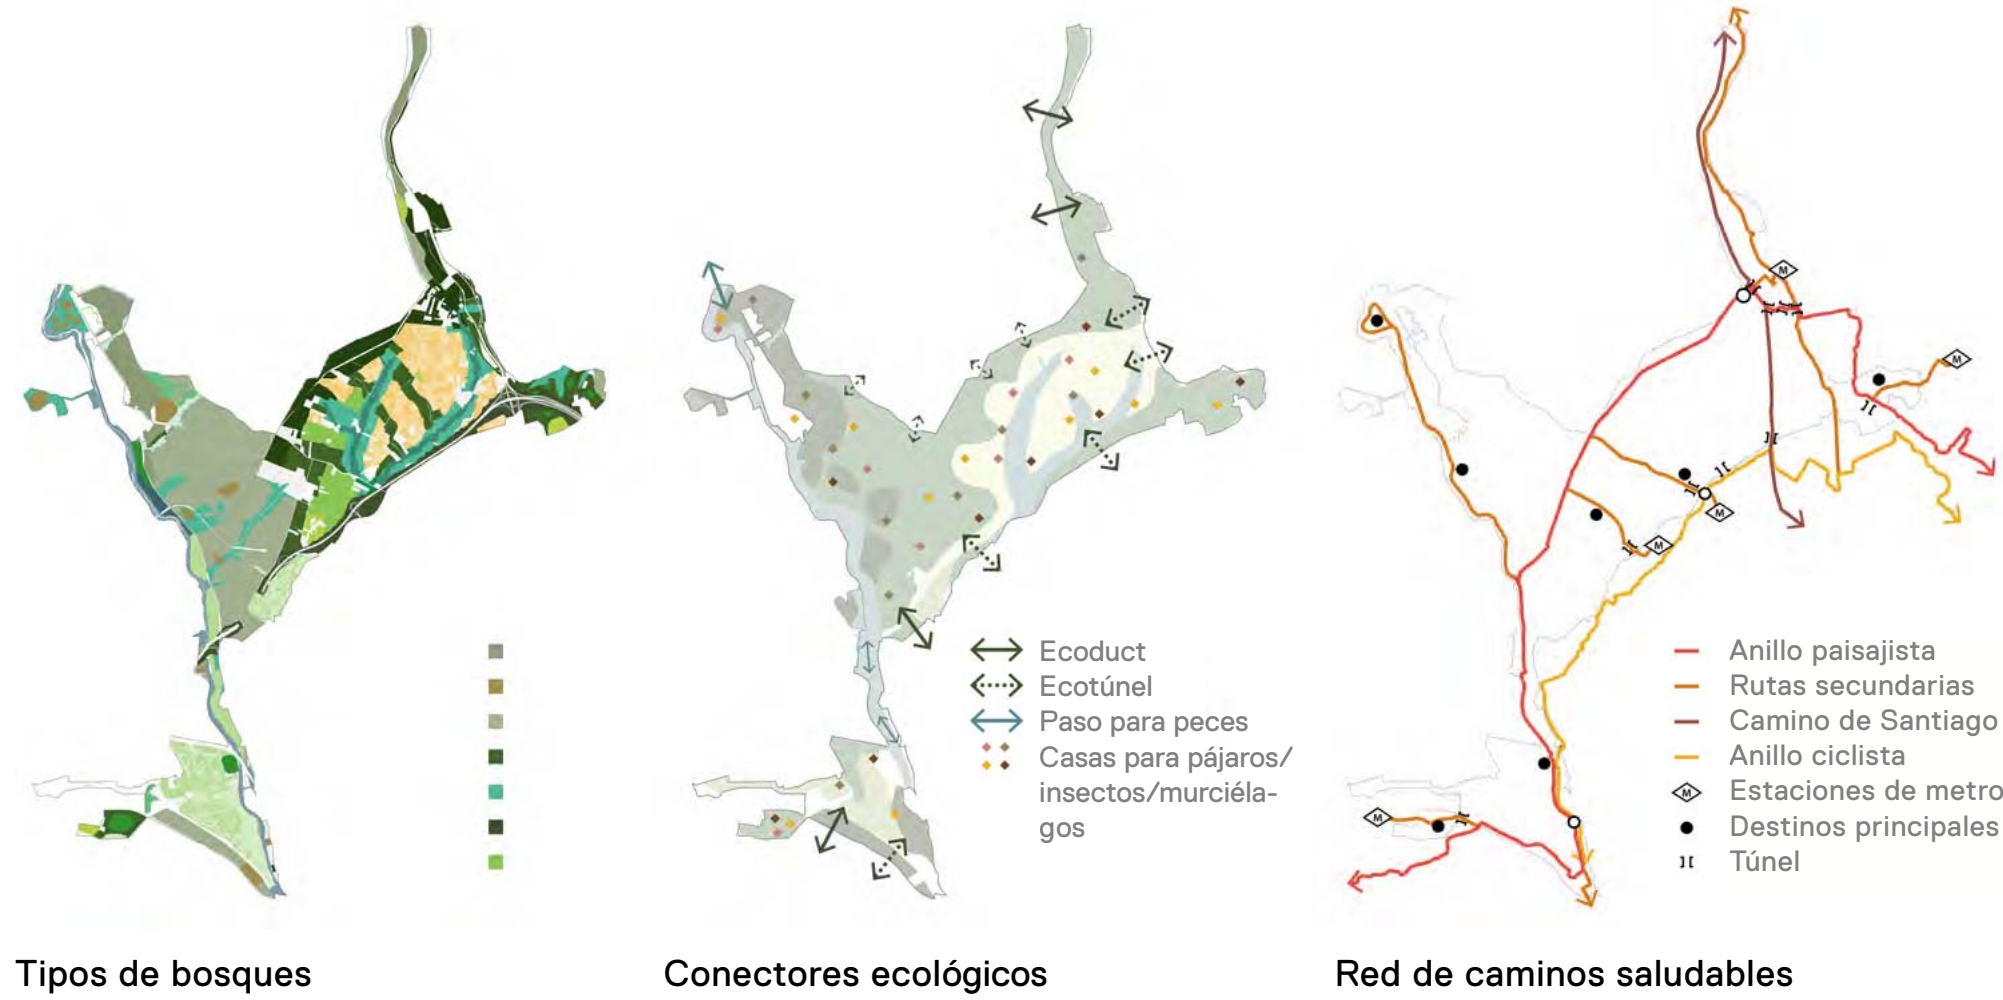 M
M
M
M
M
Ecoduct
Ecotúnel
Paso para peces
Casas para pájaros/
insectos/murciéla-
gos
Anillo paisajista
Rutas secundarias
Camino de Santiago
Anillo ciclista
M Estaciones de metro
Destinos principales
Túnel
Tipos de bosques
Conectores ecológicos
Red de caminos saludables